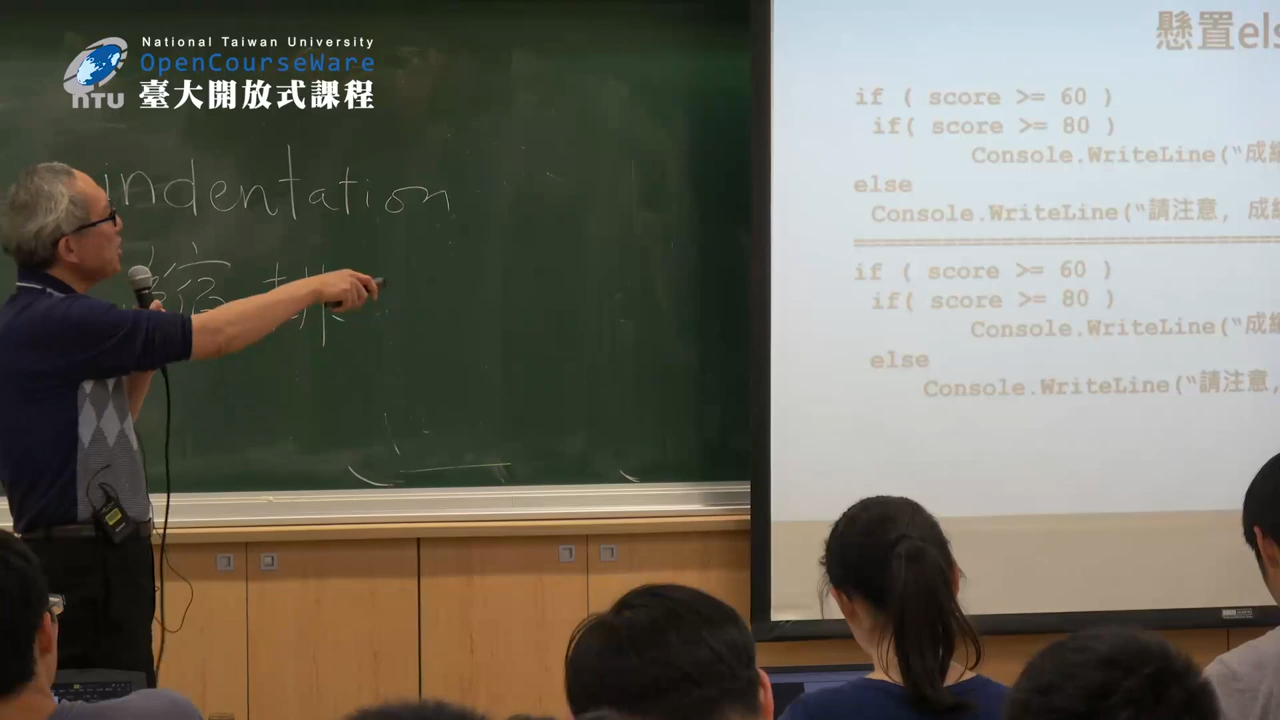 National Taiwan University
OpenCourseWare
臺大開放式課程
NTU
indentation
縮排
懸置els
if ( score >= 60 )
if( score >= 80 )
Console.WriteLine("成績
else
Console.WriteLine("請注意, 成績
==============================
if ( score >= 60 )
if( score >= 80 )
Console.WriteLine("成績
else
Console.WriteLine("請注意,